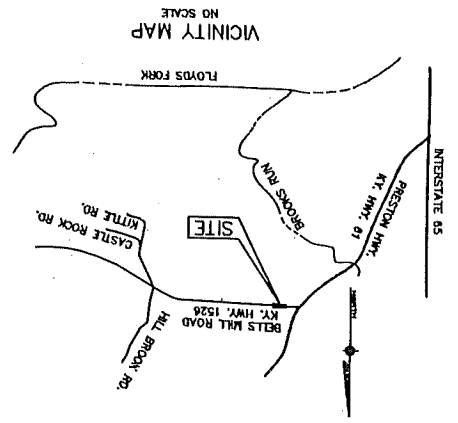 HILL BROOK RD.
BELLS MILL ROAD
KY. HWY. 1526
CASTLE ROCK RD.
KITTLE RD.
SITE
BROOKS RUN
PRESTON HWY.
KY. HWY. 61
INTERSTATE 65
FLOYDS FORK
VICINITY MAP
NO SCALE